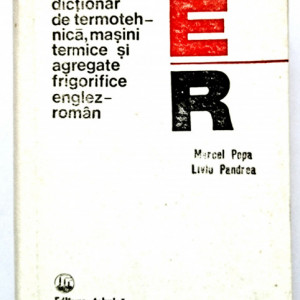 dicționar
de termoteh-
nică, mașini
termice și
agregate
frigorifice
englez-
român
E
R
Marcel Popa
Liviu Pandrea